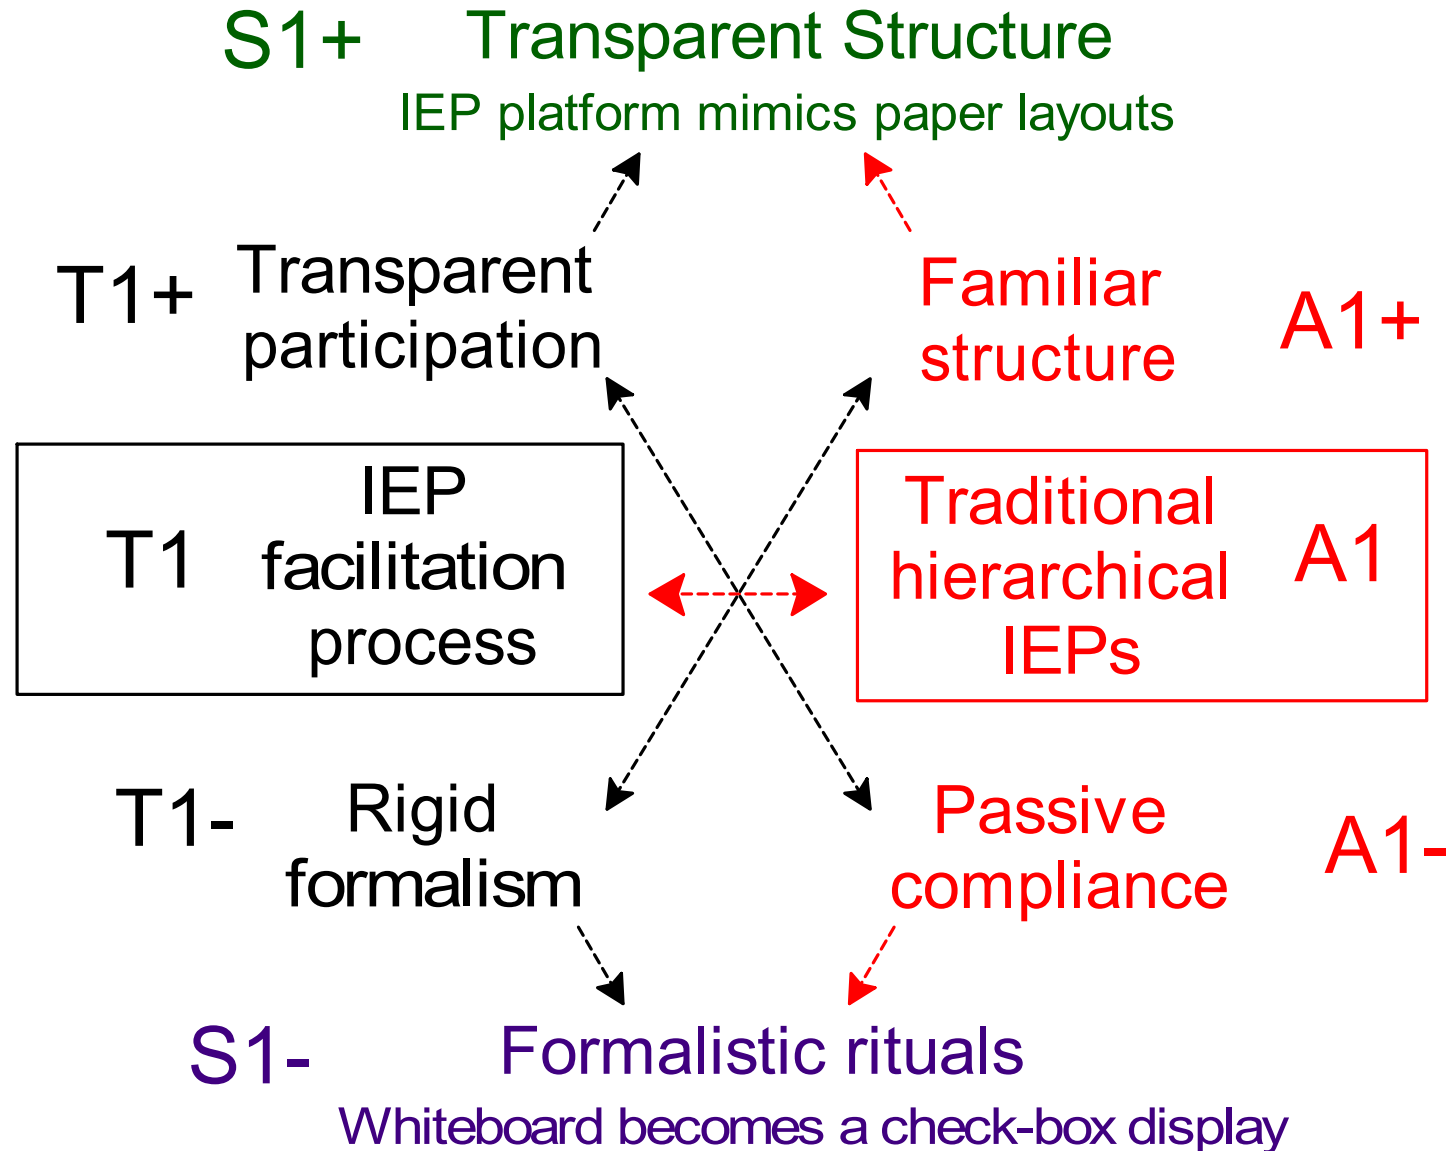 S1+ Transparent Structure
IEP platform mimics paper layouts
T1+
Transparent
participation
Familiar
structure
A1+
T1
IEP
facilitation
process
Traditional
hierarchical
IEPs
A1
T1-
Rigid
formalism
Passive
compliance
A1-
S1- Formalistic rituals
Whiteboard becomes a check-box display